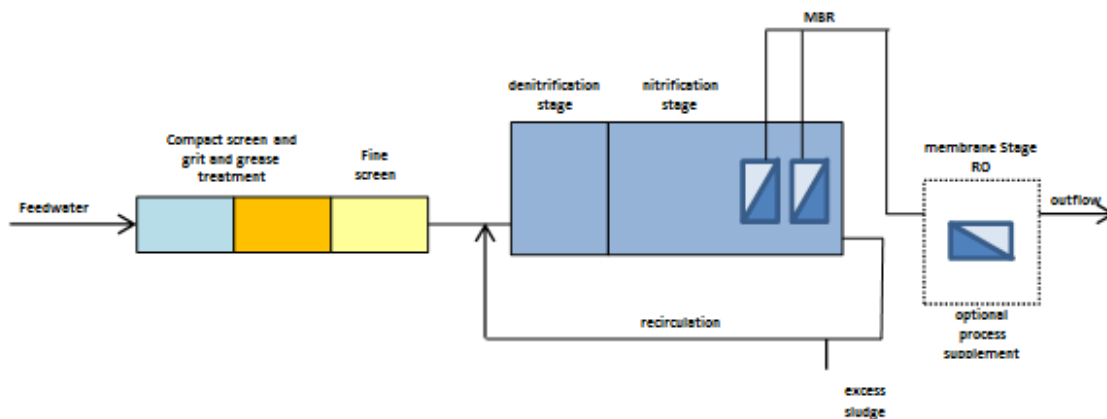 MBR
denitrification
stage
nitrification
stage
Compact screen and
grit and grease
treatment
Fine
screen
membrane Stage
RO
Feedwater
outflow
recirculation
optional
process
supplement
excess
sludge